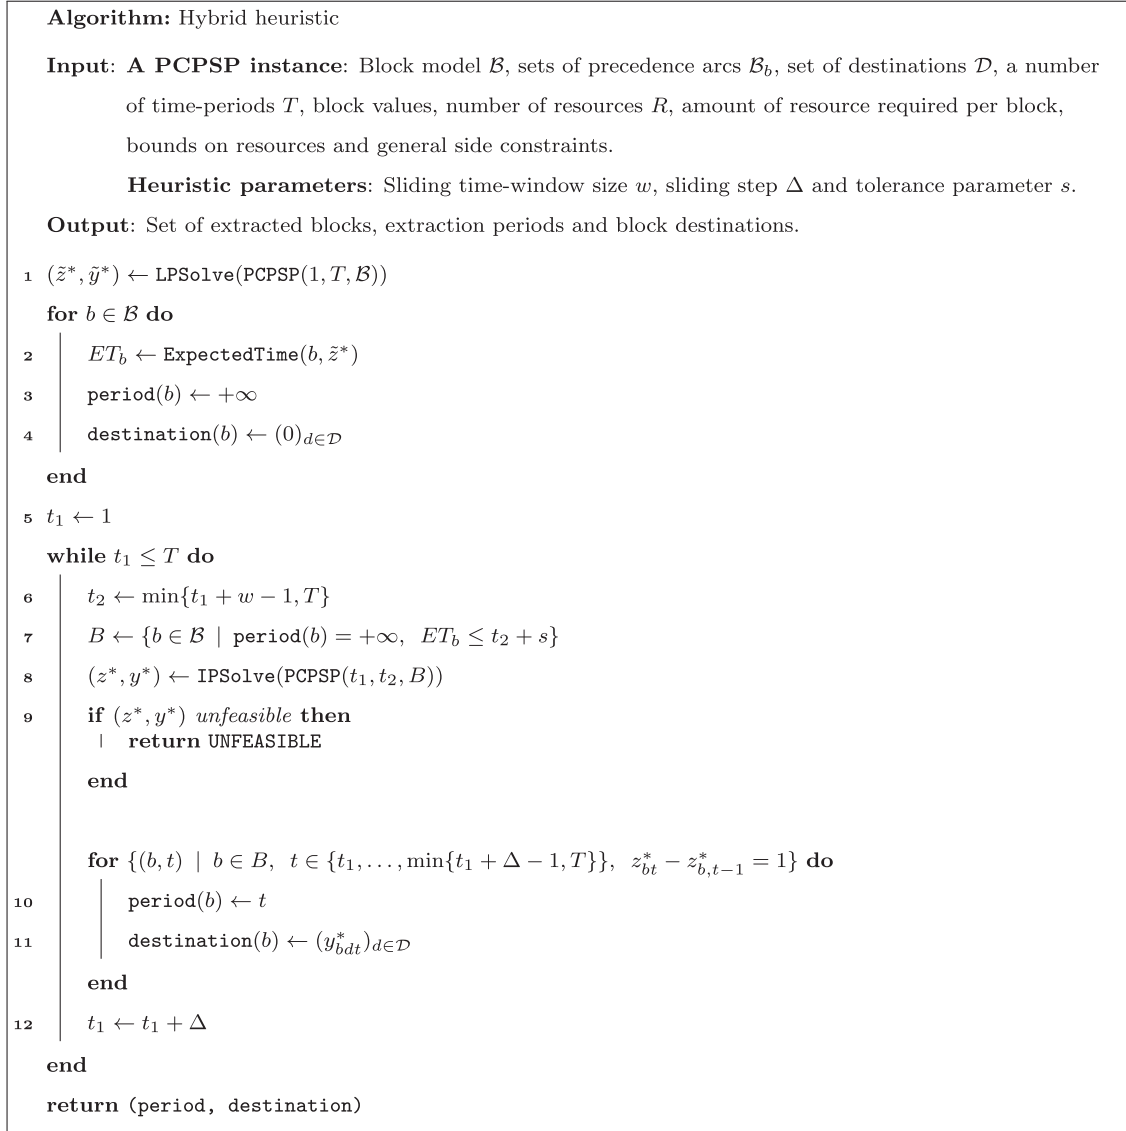 Algorithm: Hybrid heuristic
Input: A PCPSP instance: Block model ℬ, sets of precedence arcs ℬ_b, set of destinations 𝒟, a number
of time-periods T, block values, number of resources R, amount of resource required per block,
bounds on resources and general side constraints.
Heuristic parameters: Sliding time-window size w, sliding step Δ and tolerance parameter s.
Output: Set of extracted blocks, extraction periods and block destinations.
1 (z̃*, ỹ*) ← LPSolve(PCPSP(1, T, ℬ))
for b ∈ ℬ do
2 ET_b ← ExpectedTime(b, z̃*)
3 period(b) ← +∞
4 destination(b) ← (0)_{d∈𝒟}
end
5 t_1 ← 1
while t_1 ≤ T do
6 t_2 ← min{t_1 + w − 1, T}
7 B ← {b ∈ ℬ | period(b) = +∞, ET_b ≤ t_2 + s}
8 (z*, y*) ← IPSolve(PCPSP(t_1, t_2, B))
9 if (z*, y*) unfeasible then
return UNFEASIBLE
end
for {(b, t) | b ∈ B, t ∈ {t_1, …, min{t_1 + Δ − 1, T}}, z*_{bt} − z*_{b,t−1} = 1} do
10 period(b) ← t
11 destination(b) ← (y*_{bdt})_{d∈𝒟}
end
12 t_1 ← t_1 + Δ
end
return (period, destination)